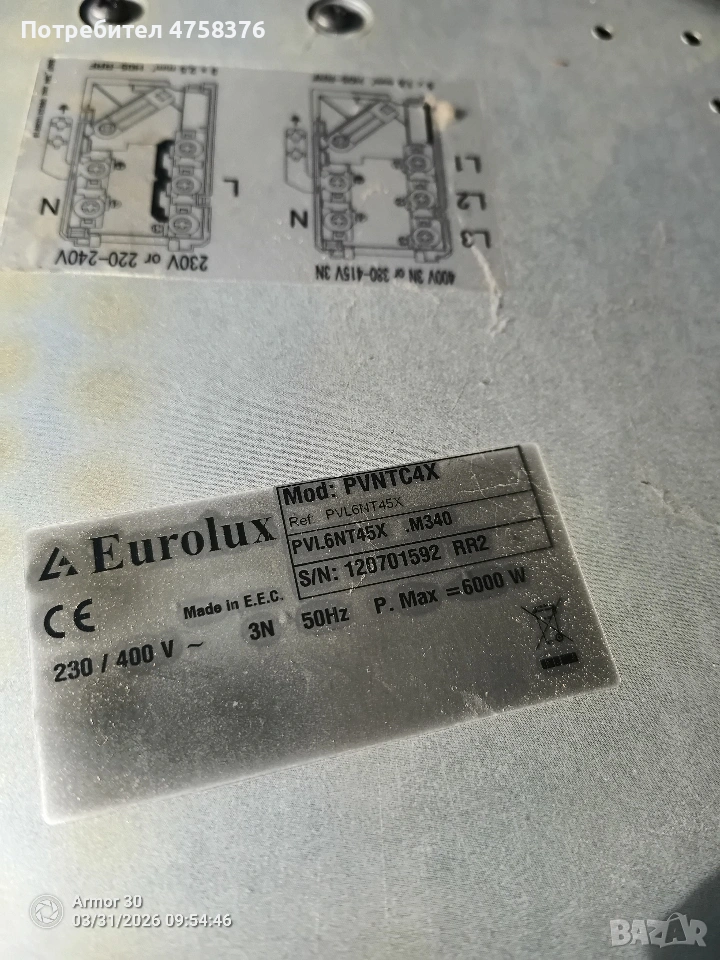 Потребител 4758376
L
N
230V or 220-240V
L1
L2
L3
N
400V 3N or 380-415V 3N
Eurolux
Mod: PVNTC4X
Ref PVL6NT45X
PVL6NT45X .M340
S/N: 120701592 RR2
CE
Made in E.E.C.
230 / 400 V ~ 3N 50Hz P. Max = 6000 W
Armor 30
03/31/2026 09:54:46
BAZAR